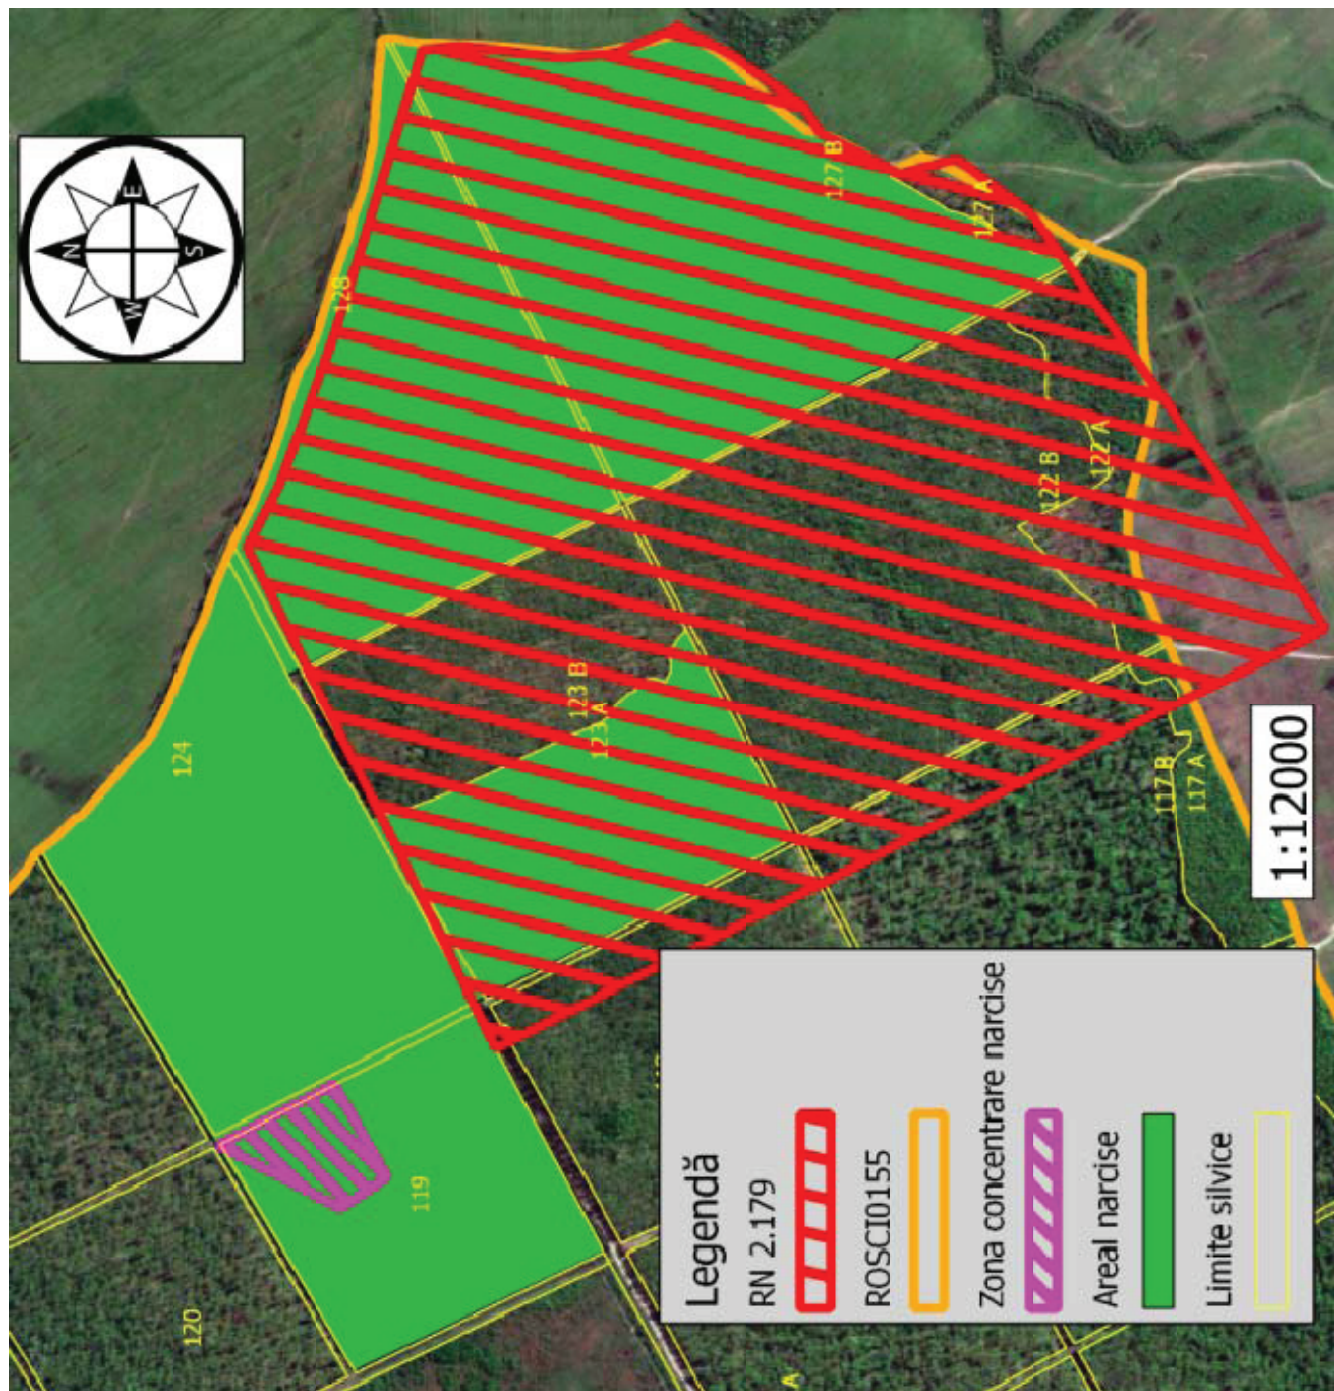 N
E
S
W
128
127 B
127 A
124
122 B
122 A
123 B
123 A
119
120
117 B
117 A
A
1:12000
Legendă
RN 2.179
ROSCI0155
Zona concentrare narcise
Areal narcise
Limite silvice